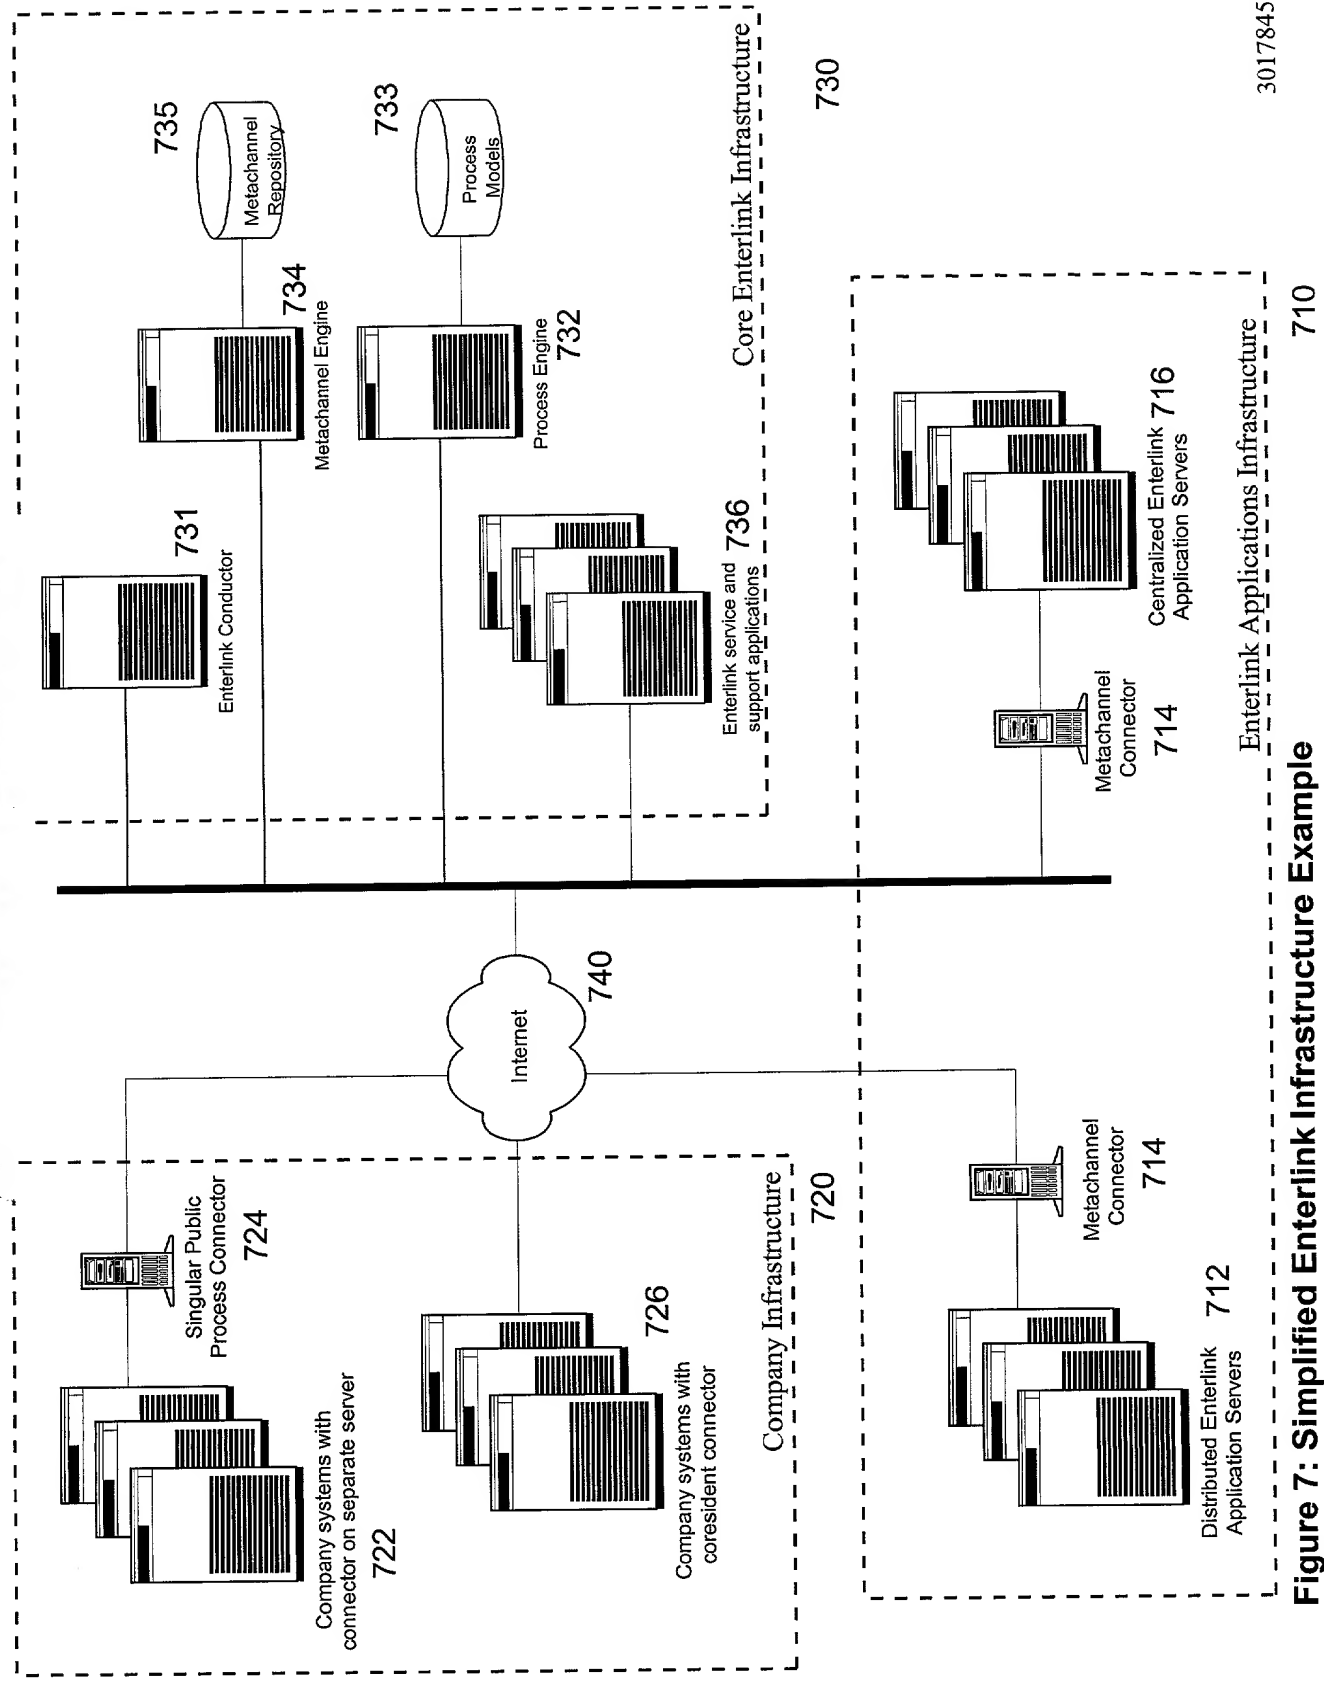 Company systems with
connector on separate server
722
Singular Public
Process Connector
724
Company systems with
coresident connector
726
Company Infrastructure
720
Internet
740
Enterlink Conductor
731
Metachannel Engine
734
Metachannel
Repository
735
Process Engine
732
Process
Models
733
Enterlink service and
support applications
736
Core Enterlink Infrastructure
730
Distributed Enterlink
Application Servers
712
Metachannel
Connector
714
Metachannel
Connector
714
Centralized Enterlink
Application Servers
716
Enterlink Applications Infrastructure
710
Figure 7: Simplified Enterlink Infrastructure Example
3017845